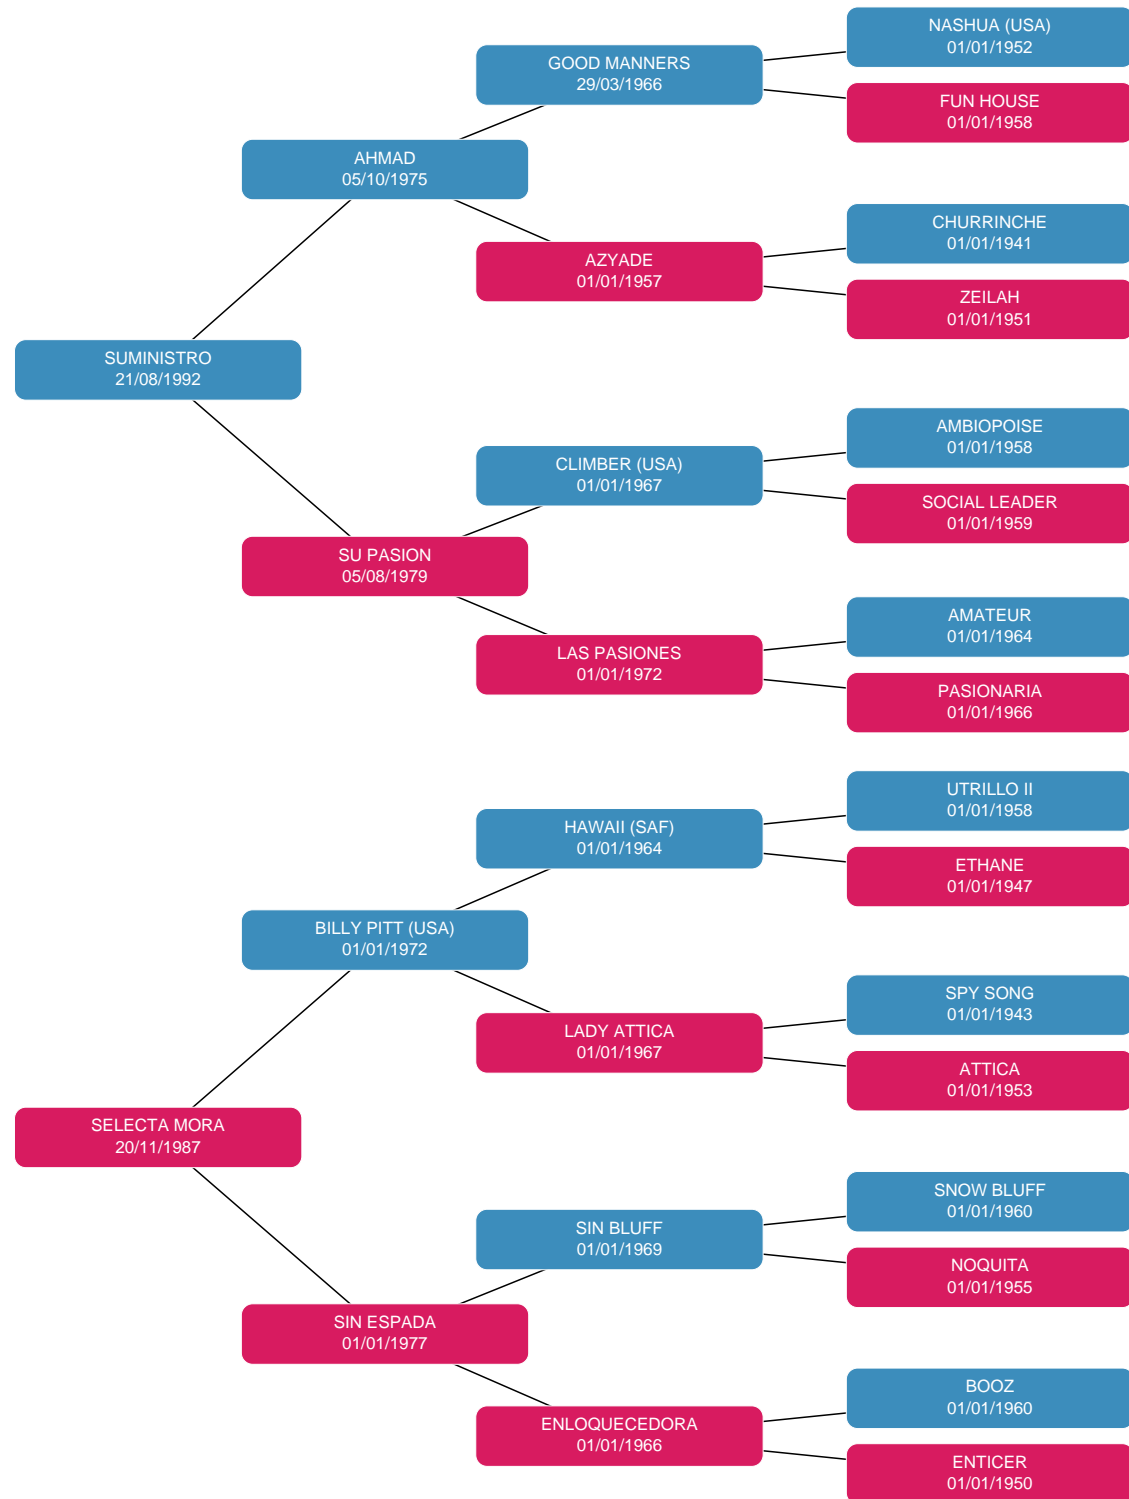 NASHUA (USA)
01/01/1952
GOOD MANNERS
29/03/1966
FUN HOUSE
01/01/1958
AHMAD
05/10/1975
CHURRINCHE
01/01/1941
AZYADE
01/01/1957
ZEILAH
01/01/1951
SUMINISTRO
21/08/1992
AMBIOPOISE
01/01/1958
CLIMBER (USA)
01/01/1967
SOCIAL LEADER
01/01/1959
SU PASION
05/08/1979
AMATEUR
01/01/1964
LAS PASIONES
01/01/1972
PASIONARIA
01/01/1966
UTRILLO II
01/01/1958
HAWAII (SAF)
01/01/1964
ETHANE
01/01/1947
BILLY PITT (USA)
01/01/1972
SPY SONG
01/01/1943
LADY ATTICA
01/01/1967
ATTICA
01/01/1953
SELECTA MORA
20/11/1987
SNOW BLUFF
01/01/1960
SIN BLUFF
01/01/1969
NOQUITA
01/01/1955
SIN ESPADA
01/01/1977
BOOZ
01/01/1960
ENLOQUECEDORA
01/01/1966
ENTICER
01/01/1950